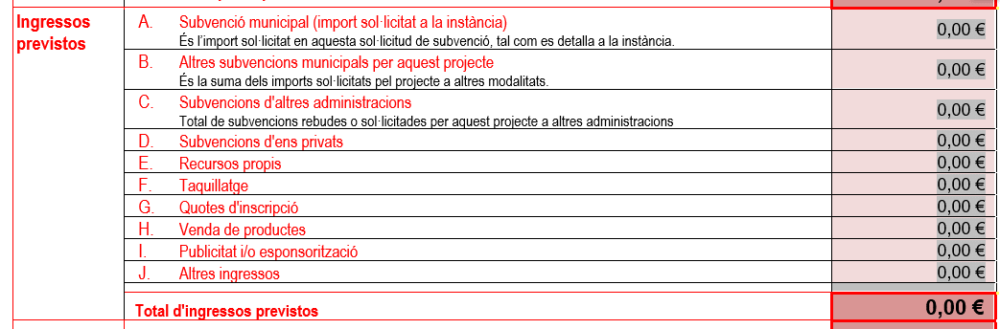 Ingressos
previstos
A. Subvenció municipal (import sol·licitat a la instància) 0,00 €
És l'import sol·licitat en aquesta sol·licitud de subvenció, tal com es detalla a la instància.
B. Altres subvencions municipals per aquest projecte 0,00 €
És la suma dels imports sol·licitats pel projecte a altres modalitats.
C. Subvencions d'altres administracions 0,00 €
Total de subvencions rebudes o sol·licitades per aquest projecte a altres administracions
D. Subvencions d'ens privats 0,00 €
E. Recursos propis 0,00 €
F. Taquillatge 0,00 €
G. Quotes d'inscripció 0,00 €
H. Venda de productes 0,00 €
I. Publicitat i/o esponsorització 0,00 €
J. Altres ingressos 0,00 €
Total d'ingressos previstos 0,00 €